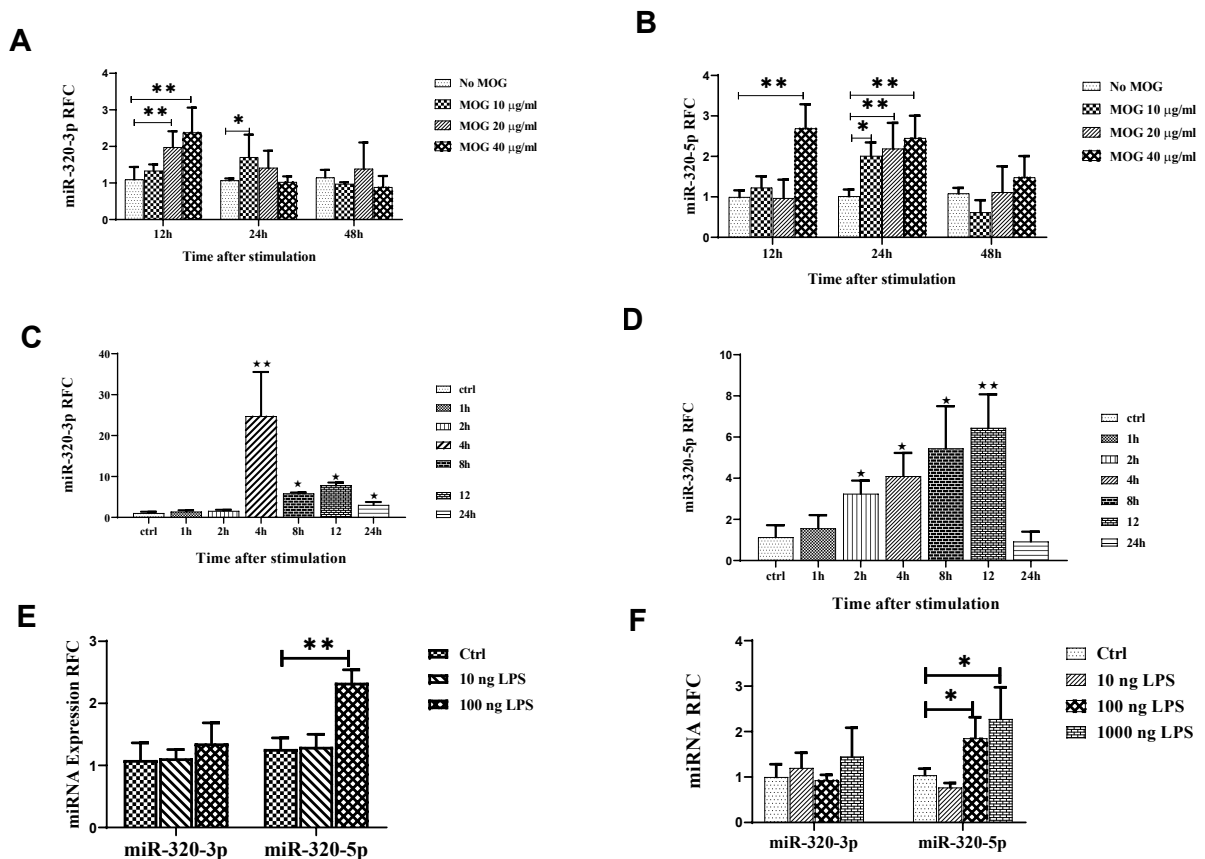 A
miR-320-3p RFC
4
3
2
1
0
** 
**
*
12h
24h
48h
Time after stimulation
No MOG
MOG 10 µg/ml
MOG 20 µg/ml
MOG 40 µg/ml
B
miR-320-5p RFC
4
3
2
1
0
**
**
**
*
12h
24h
48h
Time after stimulation
No MOG
MOG 10 µg/ml
MOG 20 µg/ml
MOG 40 µg/ml
C
miR-320-3p RFC
40
30
20
10
0
★★
★
★
★
ctrl
1h
2h
4h
8h
12
24h
Time after stimulation
ctrl
1h
2h
4h
8h
12
24h
D
miR-320-5p RFC
10
8
6
4
2
0
★
★
★
★★
ctrl
1h
2h
4h
8h
12
24h
Time after stimulation
ctrl
1h
2h
4h
8h
12
24h
E
miRNA Expression RFC
3
2
1
0
**
miR-320-3p
miR-320-5p
Ctrl
10 ng LPS
100 ng LPS
F
miRNA RFC
4
3
2
1
0
*
*
miR-320-3p
miR-320-5p
Ctrl
10 ng LPS
100 ng LPS
1000 ng LPS